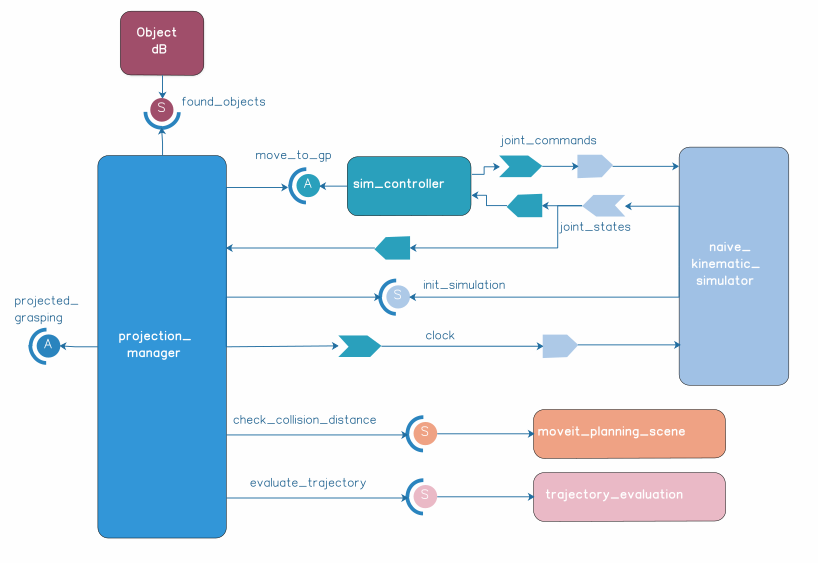 Object
dB
S
found_objects
joint_commands
move_to_gp
A
sim_controller
joint_states
naive_
kinematic_
simulator
init_simulation
S
projected_
grasping
A
projection_
manager
clock
check_collision_distance
S
moveit_planning_scene
evaluate_trajectory
S
trajectory_evaluation